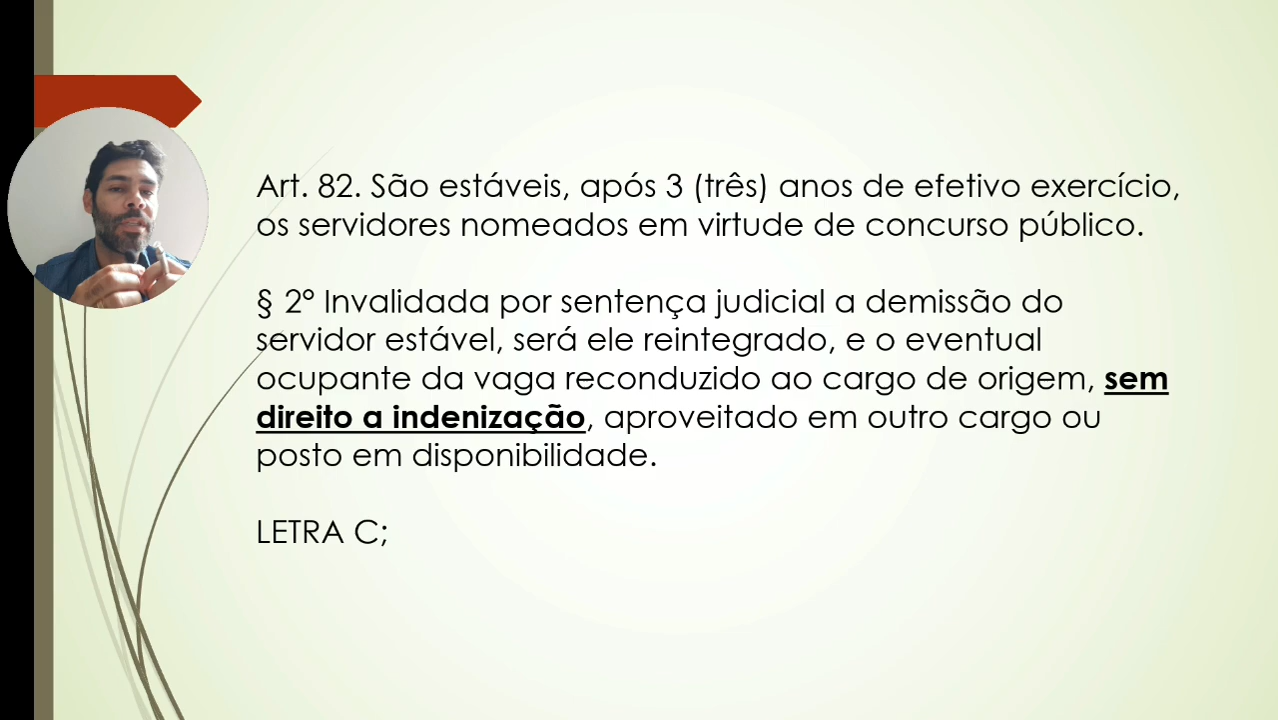 Art. 82. São estáveis, após 3 (três) anos de efetivo exercício,
os servidores nomeados em virtude de concurso público.
§ 2º Invalidada por sentença judicial a demissão do
servidor estável, será ele reintegrado, e o eventual
ocupante da vaga reconduzido ao cargo de origem, sem
direito a indenização, aproveitado em outro cargo ou
posto em disponibilidade.
LETRA C;